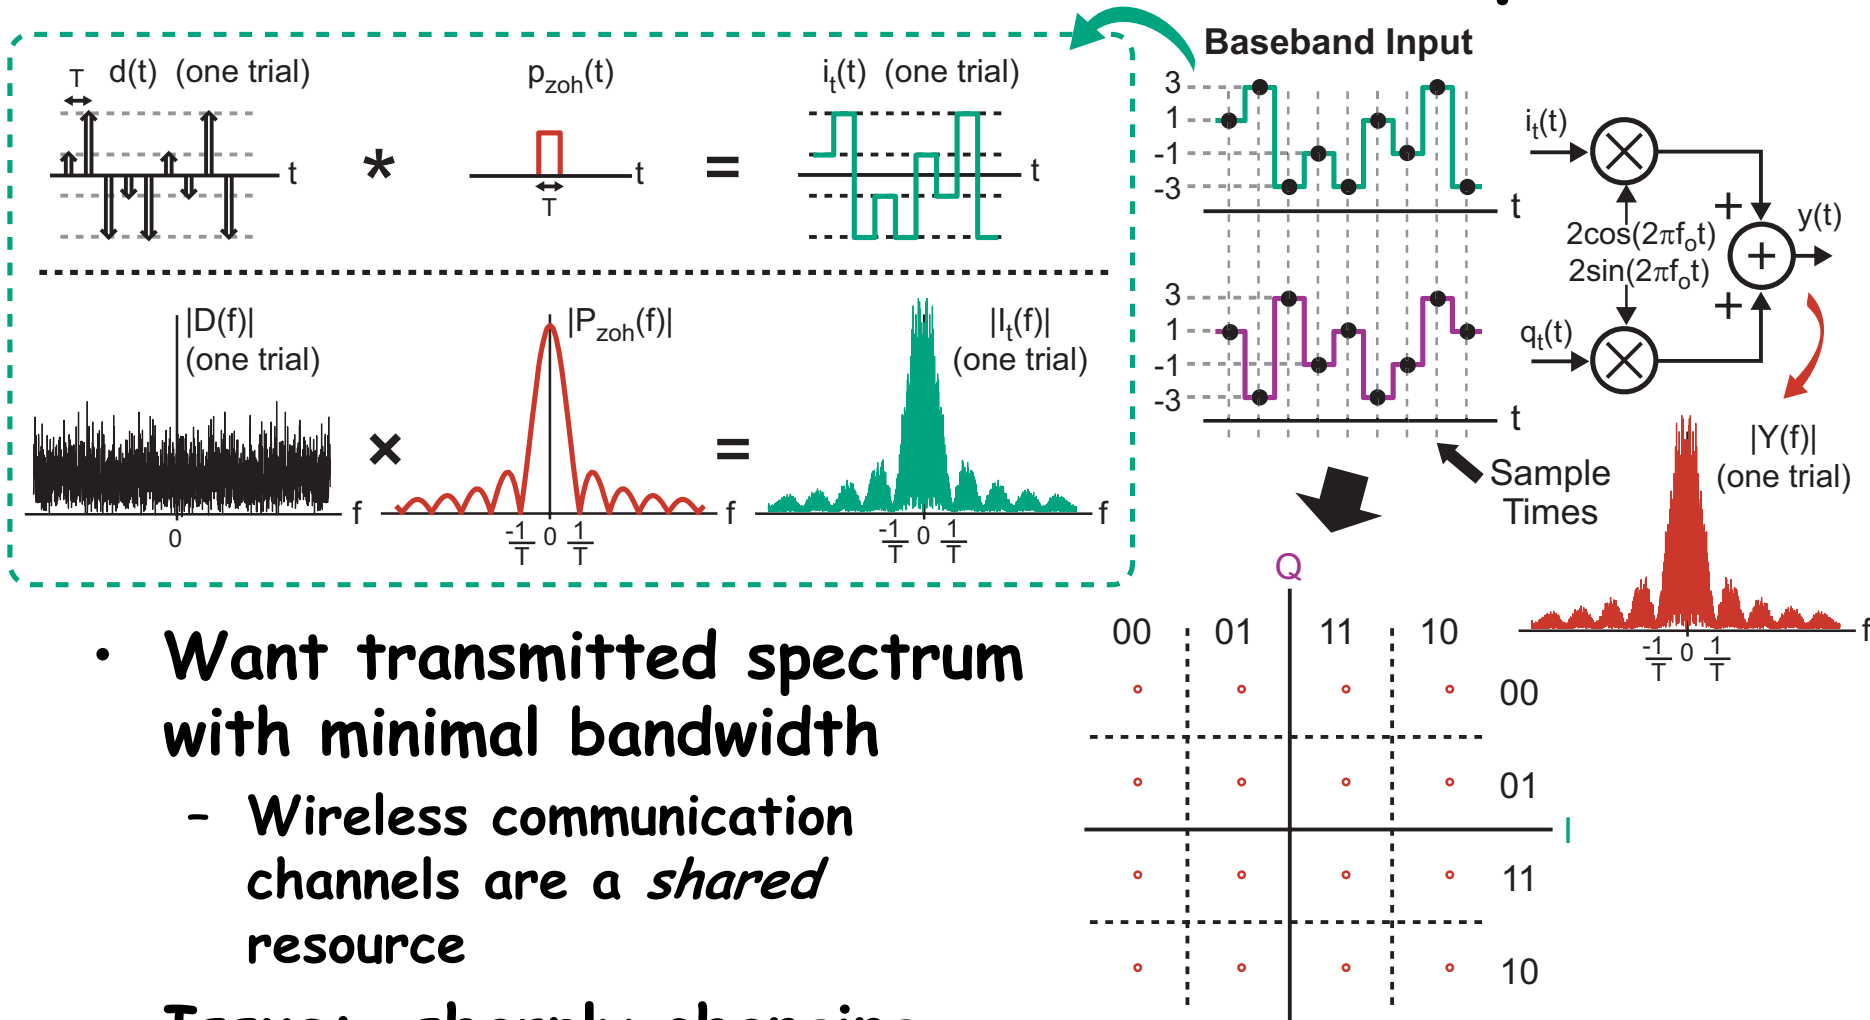 Baseband Input
T d(t) (one trial)
p_zoh(t)
i_t(t) (one trial)
t
*
t
T
=
t
|D(f)|
(one trial)
f
0
×
|P_zoh(f)|
f
-1/T 0 1/T
=
|I_t(f)|
(one trial)
f
-1/T 0 1/T
3
1
-1
-3
t
3
1
-1
-3
t
Sample
Times
i_t(t)
2cos(2πf_ot)
2sin(2πf_ot)
q_t(t)
+
+
+
y(t)
|Y(f)|
(one trial)
f
-1/T 0 1/T
Q
00 01 11 10
00
01
I
11
10
• Want transmitted spectrum
with minimal bandwidth
- Wireless communication
channels are a shared
resource